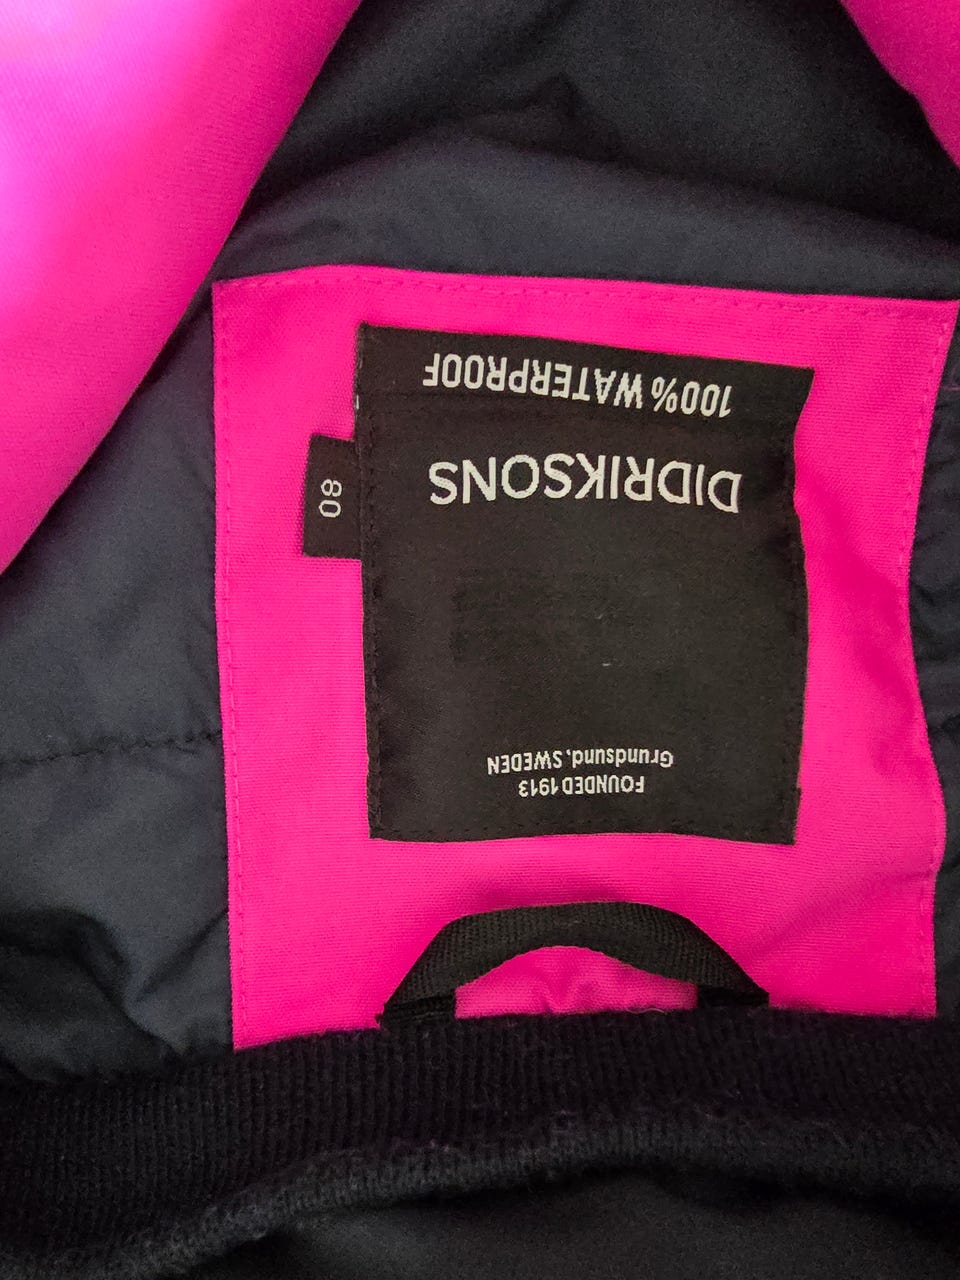 FOUNDED 1913
Grundsund, SWEDEN
DIDRIKSONS
100% WATERPROOF
80